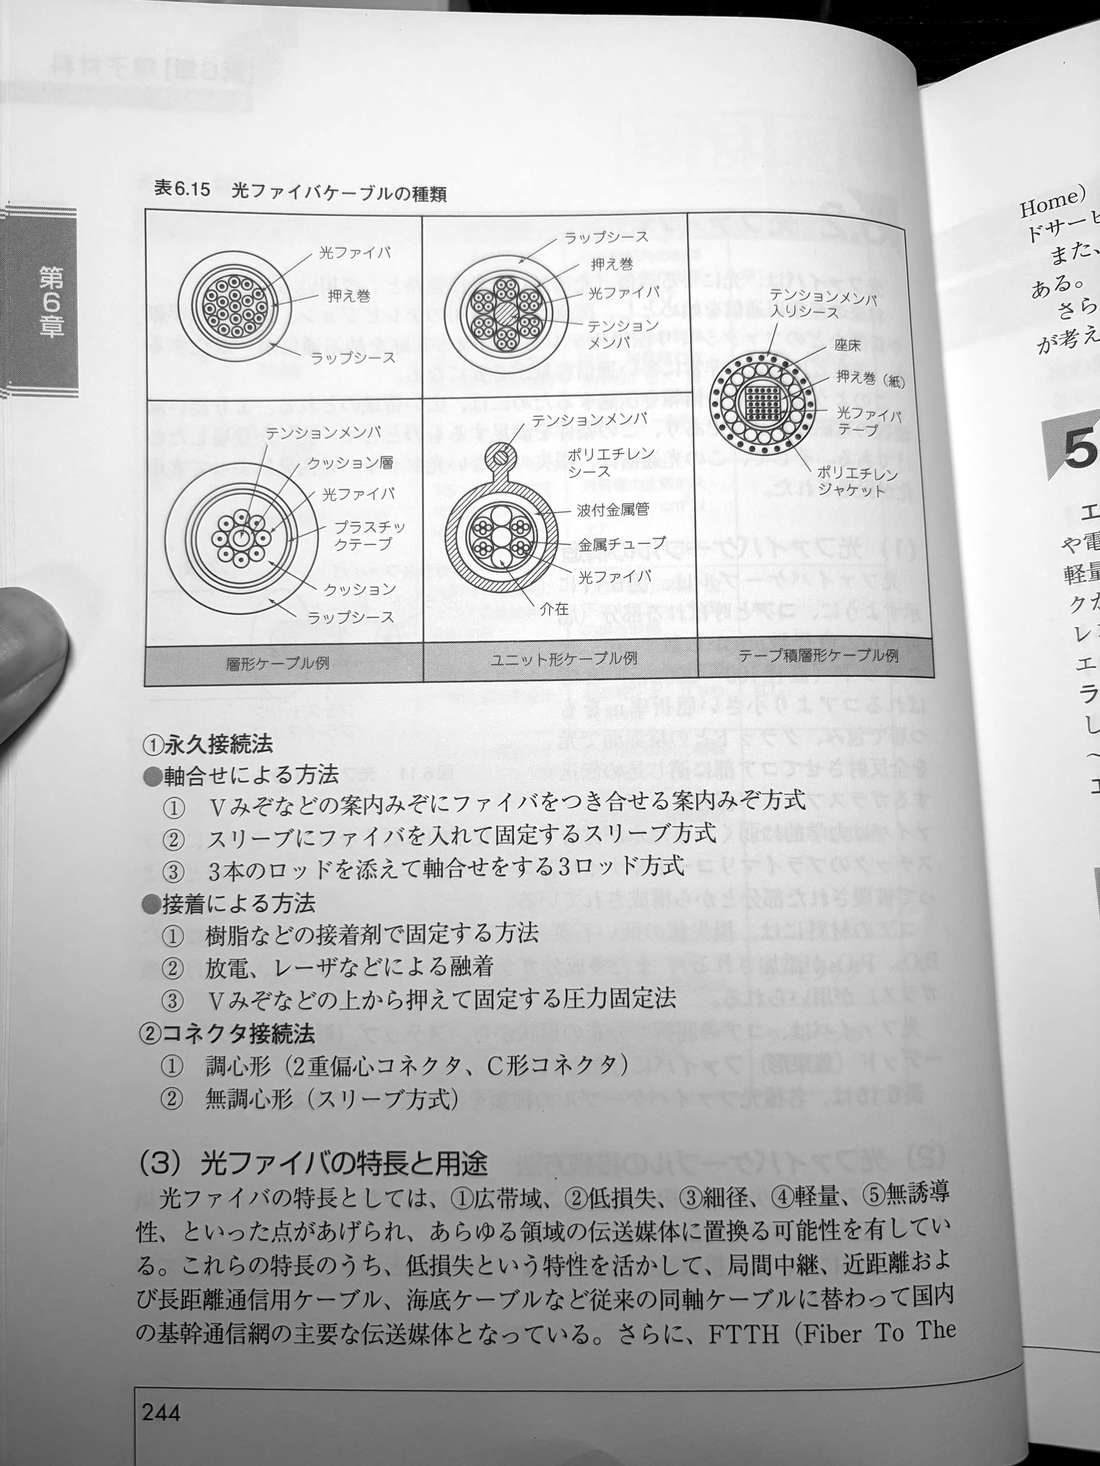 第6章
表6.15 光ファイバケーブルの種類
光ファイバ
押え巻
ラップシース
ラップシース
押え巻
光ファイバ
テンション
メンバ
テンションメンバ
入りシース
座床
押え巻（紙）
光ファイバ
テープ
ポリエチレン
ジャケット
テンションメンバ
クッション層
光ファイバ
プラスチッ
クテープ
クッション
ラップシース
テンションメンバ
ポリエチレン
シース
波付金属管
金属チューブ
光ファイバ
介在
層形ケーブル例
ユニット形ケーブル例
テープ積層形ケーブル例
①永久接続法
●軸合せによる方法
① Vみぞなどの案内みぞにファイバをつき合せる案内みぞ方式
② スリーブにファイバを入れて固定するスリーブ方式
③ 3本のロッドを添えて軸合せをする3ロッド方式
●接着による方法
① 樹脂などの接着剤で固定する方法
② 放電、レーザなどによる融着
③ Vみぞなどの上から押えて固定する圧力固定法
②コネクタ接続法
① 調心形（2重偏心コネクタ、C形コネクタ）
② 無調心形（スリーブ方式）
（3）光ファイバの特長と用途
光ファイバの特長としては、①広帯域、②低損失、③細径、④軽量、⑤無誘導
性、といった点があげられ、あらゆる領域の伝送媒体に置換る可能性を有してい
る。これらの特長のうち、低損失という特性を活かして、局間中継、近距離およ
び長距離通信用ケーブル、海底ケーブルなど従来の同軸ケーブルに替わって国内
の基幹通信網の主要な伝送媒体となっている。さらに、FTTH（Fiber To The
244
Home）
ドサービ
また、
ある。
さら
が考え
5
エ
や電
軽量
クか
レ
エ
ラ
し
～
エ